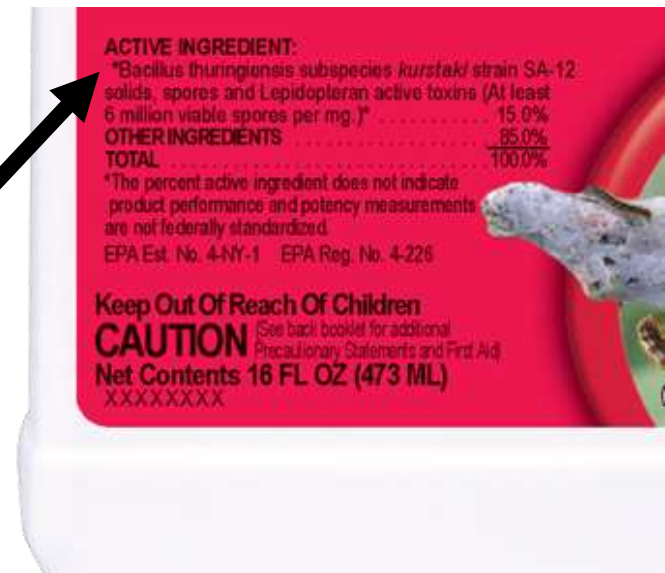 ACTIVE INGREDIENT:
*Bacillus thuringiensis subspecies kurstaki strain SA-12
solids, spores and Lepidopteran active toxins (At least
6 million viable spores per mg.)* . . . . . . . . . . . . 15.0%
OTHER INGREDIENTS . . . . . . . . . . . . . . . . . . . . . 85.0%
TOTAL . . . . . . . . . . . . . . . . . . . . . . . . . . . . . . . . . 100.0%
*The percent active ingredient does not indicate
product performance and potency measurements
are not federally standardized.
EPA Est. No. 4-NY-1 EPA Reg. No. 4-226
Keep Out Of Reach Of Children
CAUTION (See back booklet for additional
Precautionary Statements and First Aid)
Net Contents 16 FL OZ (473 ML)
XXXXXXXX